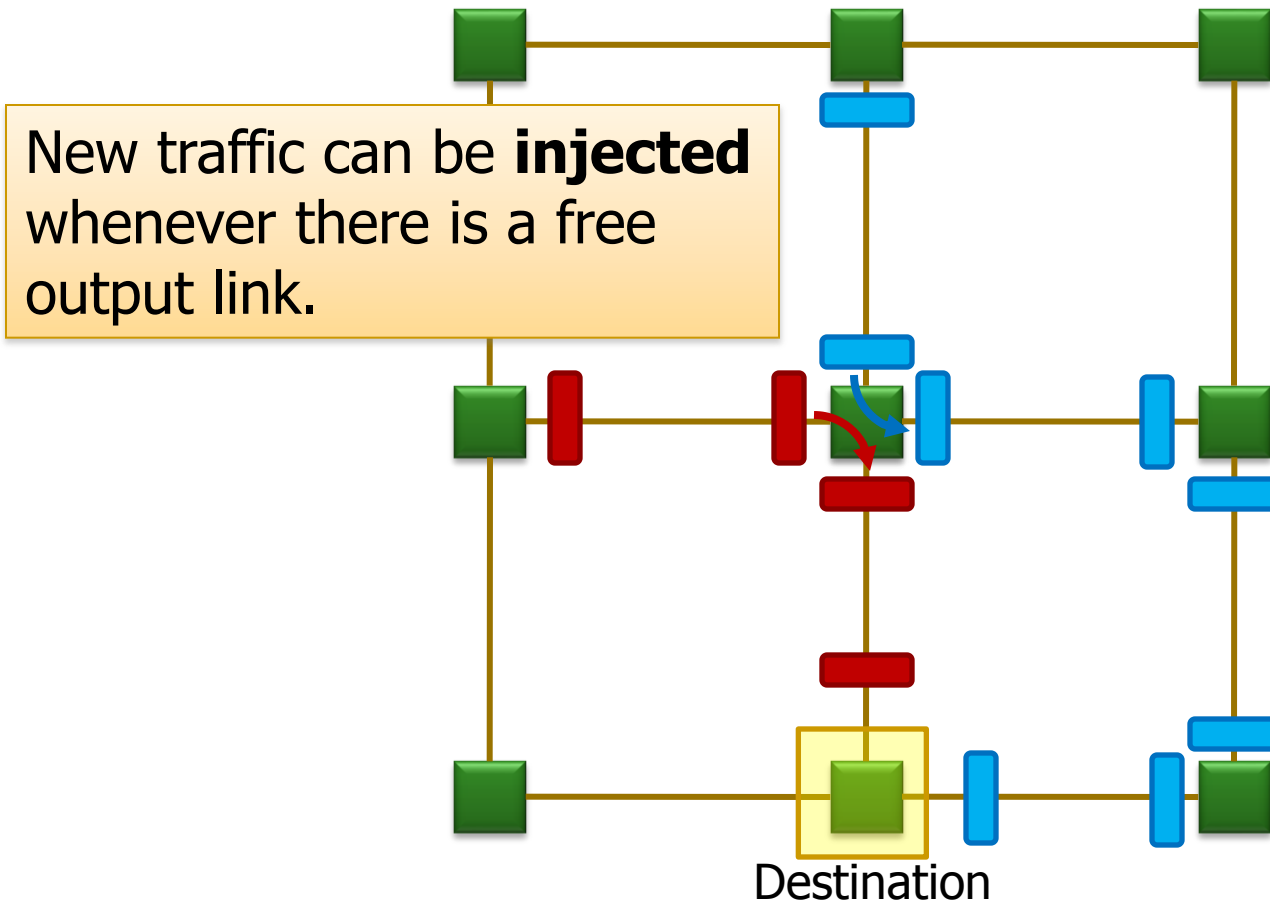 New traffic can be injected
whenever there is a free
output link.
Destination